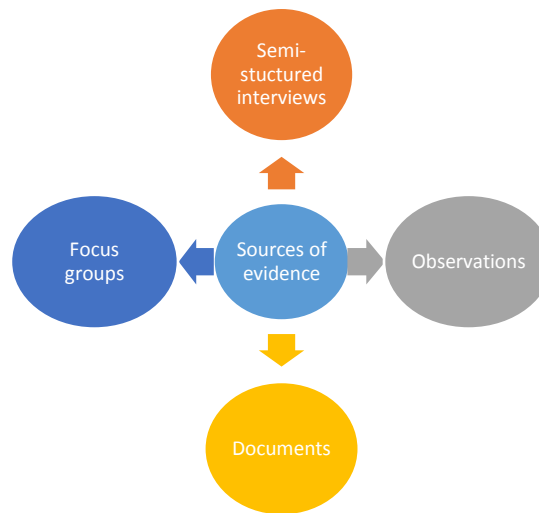 Semi-
stuctured
interviews
Focus
groups
Sources of
evidence
Observations
Documents